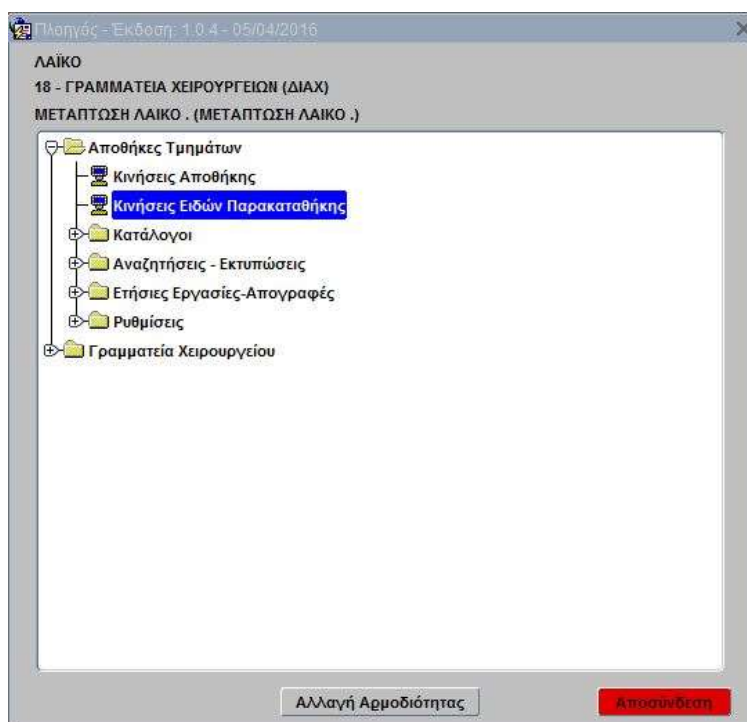 Πλοηγός - Έκδοση: 1.0.4 - 05/04/2016
ΛΑΪΚΟ
18 - ΓΡΑΜΜΑΤΕΙΑ ΧΕΙΡΟΥΡΓΕΙΩΝ (ΔΙΑΧ)
ΜΕΤΑΠΤΩΣΗ ΛΑΙΚΟ . (ΜΕΤΑΠΤΩΣΗ ΛΑΙΚΟ .)
Αποθήκες Τμημάτων
Κινήσεις Αποθήκης
Κινήσεις Ειδών Παρακαταθήκης
Κατάλογοι
Αναζητήσεις - Εκτυπώσεις
Ετήσιες Εργασίες-Απογραφές
Ρυθμίσεις
Γραμματεία Χειρουργείου
Αλλαγή Αρμοδιότητας Αποσύνδεση